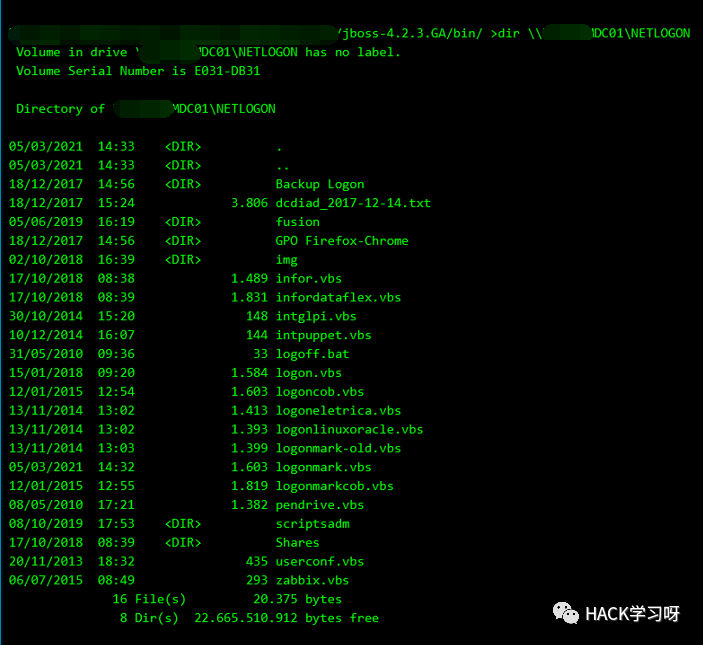 /jboss-4.2.3.GA/bin/ >dir \\MDC01\NETLOGON
Volume in drive \MDC01\NETLOGON has no label.
Volume Serial Number is E031-DB31
Directory of MDC01\NETLOGON
05/03/2021 14:33 <DIR> .
05/03/2021 14:33 <DIR> ..
18/12/2017 14:56 <DIR> Backup Logon
18/12/2017 15:24 3.806 dcdiad_2017-12-14.txt
05/06/2019 16:19 <DIR> fusion
18/12/2017 14:56 <DIR> GPO Firefox-Chrome
02/10/2018 16:39 <DIR> img
17/10/2018 08:38 1.489 infor.vbs
17/10/2018 08:39 1.831 infordataflex.vbs
30/10/2014 15:20 148 intglpi.vbs
10/12/2014 16:07 144 intpuppet.vbs
31/05/2010 09:36 33 logoff.bat
15/01/2018 09:20 1.584 logon.vbs
12/01/2015 12:54 1.603 logoncob.vbs
13/11/2014 13:02 1.413 logoneletrica.vbs
13/11/2014 13:02 1.393 logonlinuxoracle.vbs
13/11/2014 13:03 1.399 logonmark-old.vbs
05/03/2021 14:32 1.603 logonmark.vbs
12/01/2015 12:55 1.819 logonmarkcob.vbs
08/05/2010 17:21 1.382 pendrive.vbs
08/10/2019 17:53 <DIR> scriptsadm
17/10/2018 08:39 <DIR> Shares
20/11/2013 18:32 435 userconf.vbs
06/07/2015 08:49 293 zabbix.vbs
16 File(s) 20.375 bytes
8 Dir(s) 22.665.510.912 bytes free
HACK学习呀